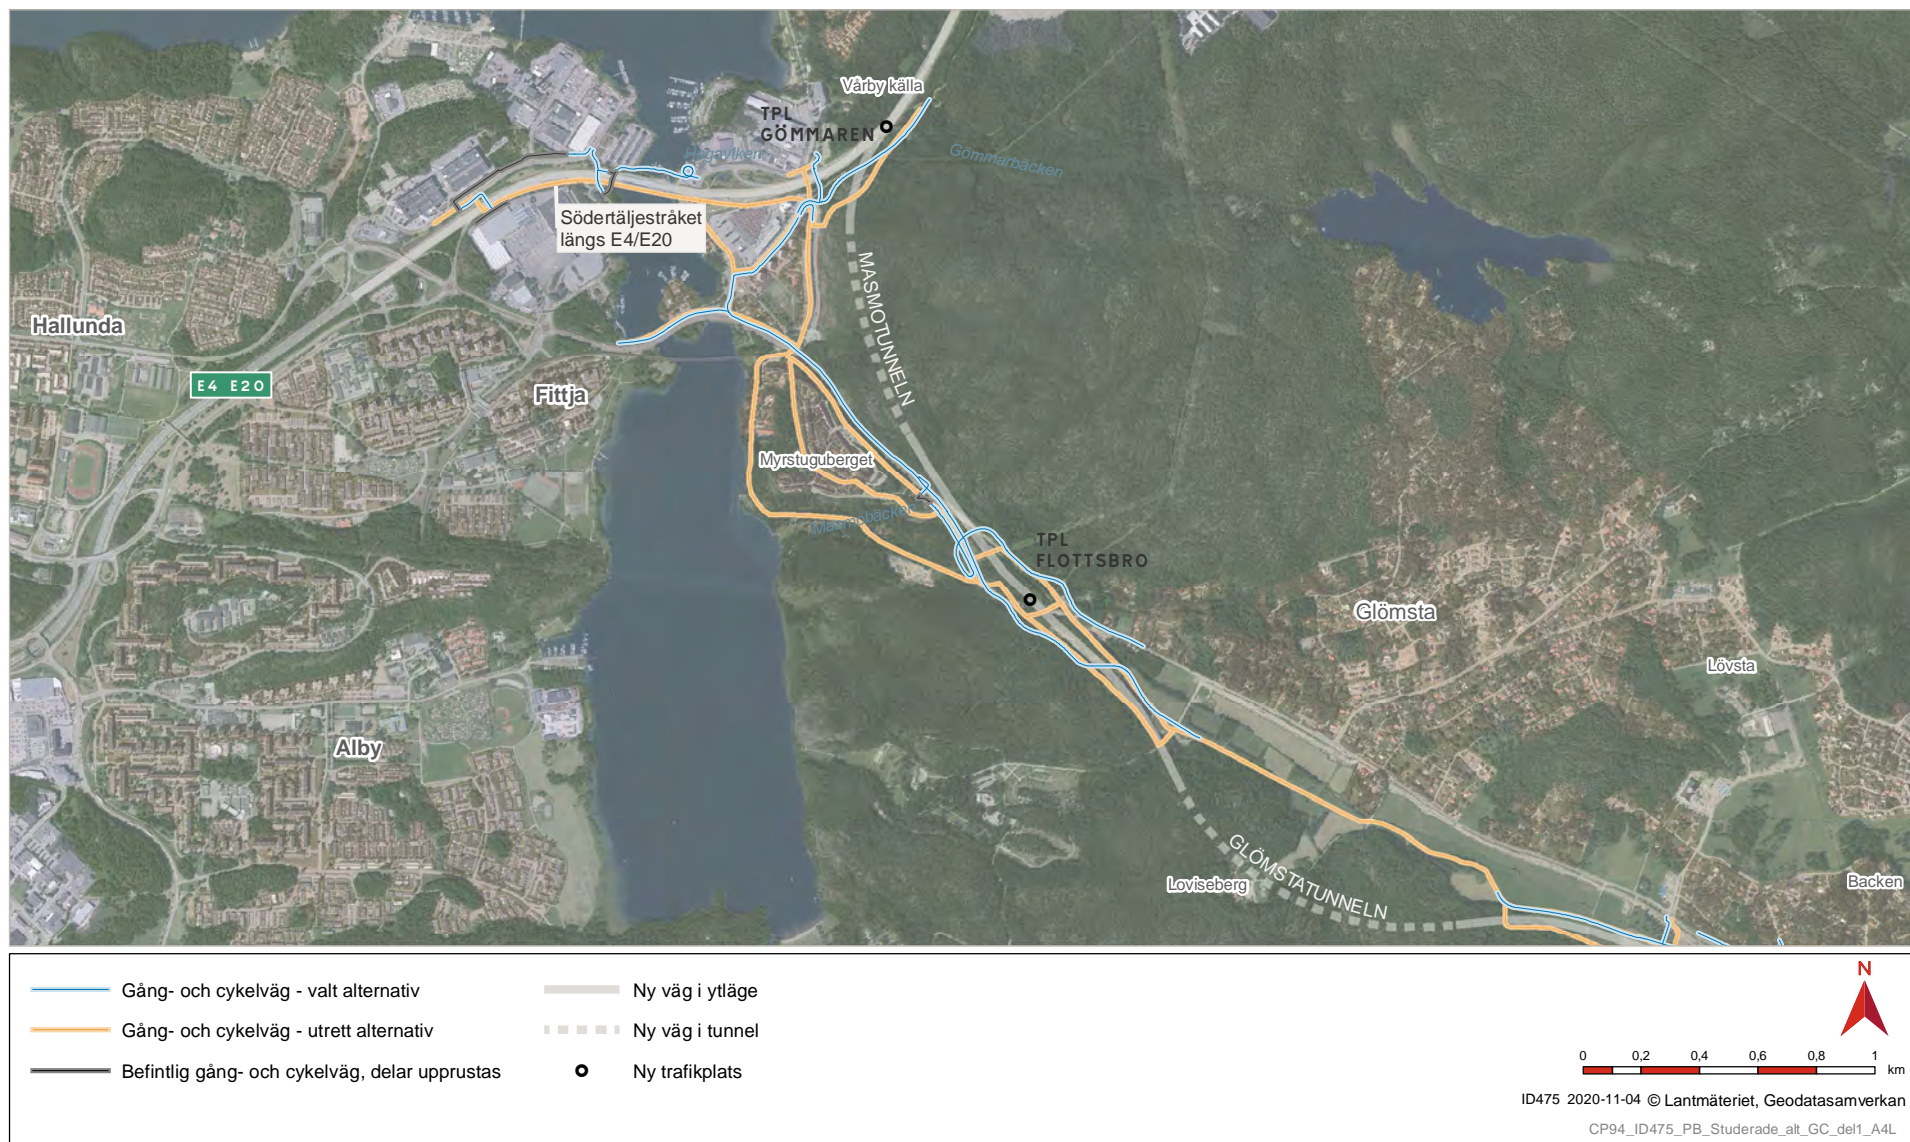 Vårby källa
TPL
GÖMMAREN
Hagaviken
Gömmarbäcken
Södertäljestråket
längs E4/E20
MASMOTUNNELN
Hallunda
E4 E20
Fittja
Myrstuguberget
Masmobäcken
TPL
FLOTTSBRO
Glömsta
Lövsta
Alby
GLÖMSTATUNNELN
Loviseberg
Backen
Gång- och cykelväg - valt alternativ
Gång- och cykelväg - utrett alternativ
Befintlig gång- och cykelväg, delar upprustas
Ny väg i ytläge
Ny väg i tunnel
Ny trafikplats
N
0 0,2 0,4 0,6 0,8 1
km
ID475 2020-11-04 © Lantmäteriet, Geodatasamverkan
CP94_ID475_PB_Studerade_alt_GC_del1_A4L